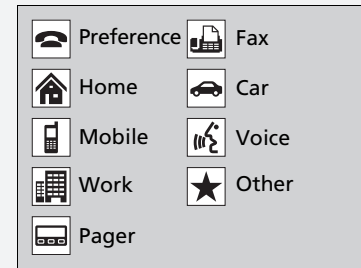 Preference
Fax
Home
Car
Mobile
Voice
Work
Other
Pager